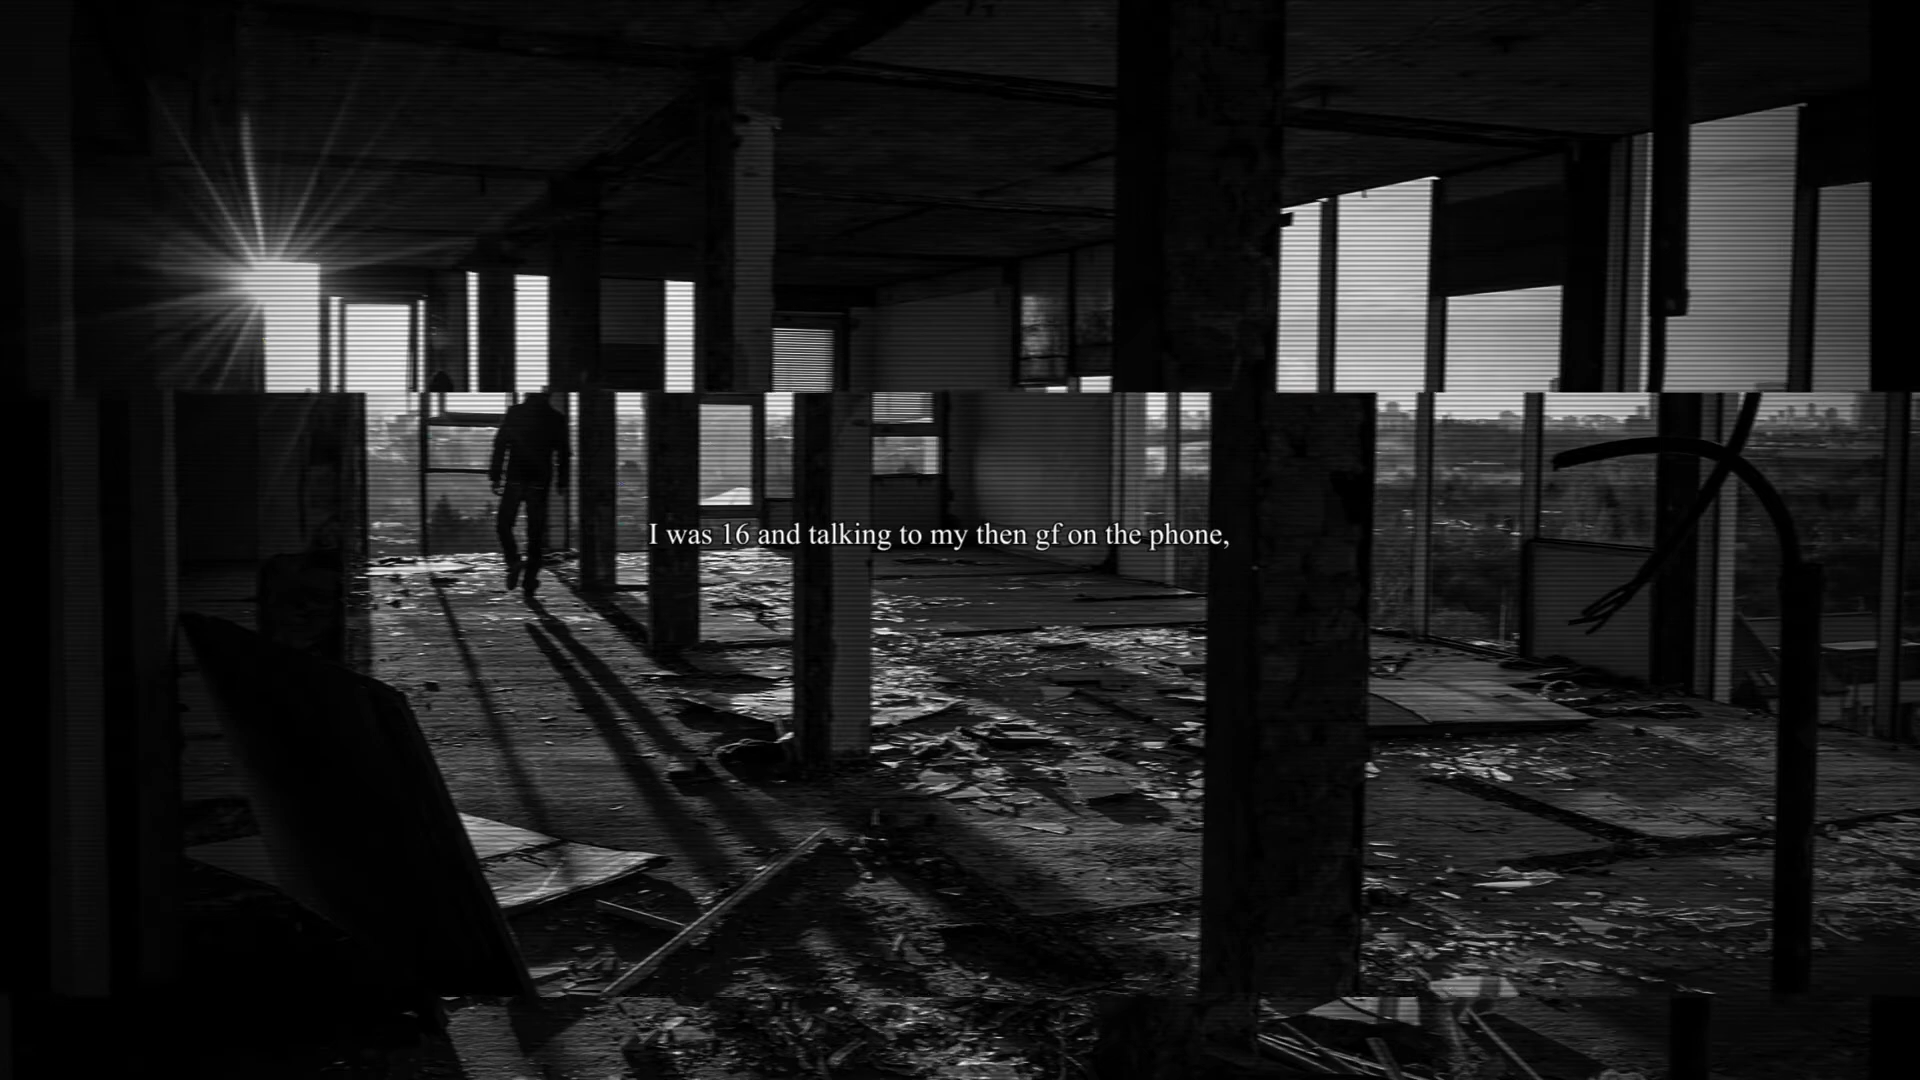 I was 16 and talking to my then gf on the phone,